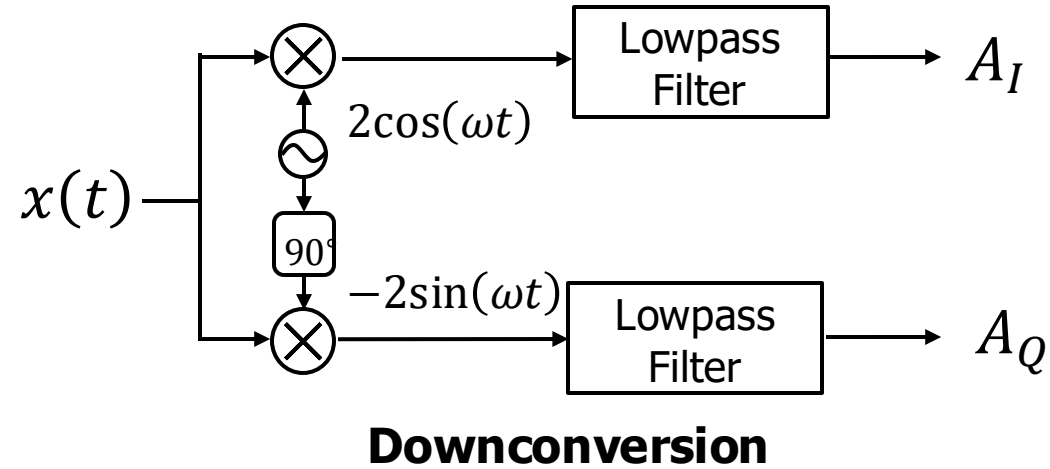 Lowpass
Filter
A_I
2cos(ωt)
x(t)
90°
−2sin(ωt)
Lowpass
Filter
A_Q
Downconversion